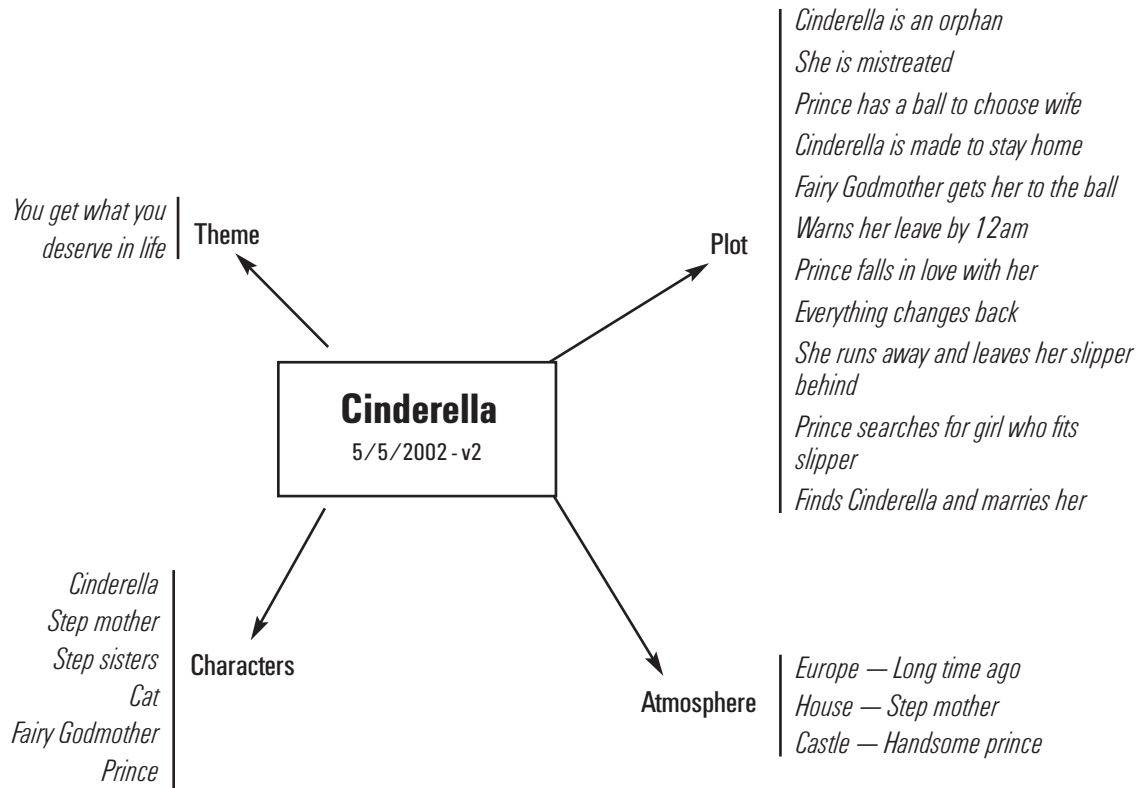 Cinderella is an orphan
She is mistreated
Prince has a ball to choose wife
Cinderella is made to stay home
Fairy Godmother gets her to the ball
Warns her leave by 12am
Prince falls in love with her
Everything changes back
She runs away and leaves her slipper
behind
Prince searches for girl who fits
slipper
Finds Cinderella and marries her
Plot
You get what you
deserve in life
Theme
Cinderella
5/5/2002 - v2
Cinderella
Step mother
Step sisters
Cat
Fairy Godmother
Prince
Characters
Atmosphere
Europe — Long time ago
House — Step mother
Castle — Handsome prince